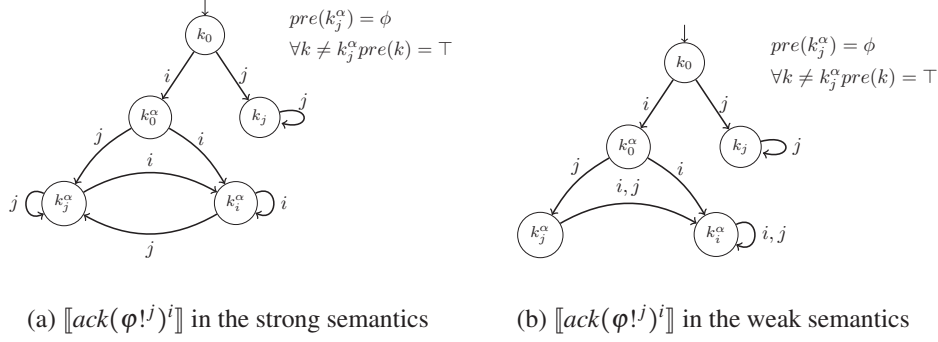 pre(k_j^α) = ϕ
∀k ≠ k_j^α pre(k) = ⊤
k_0
i
j
k_0^α
k_j
j
j
i
i
j
k_j^α
k_i^α
i
j
(a) ⟦ack(φ!^j)^i⟧ in the strong semantics
pre(k_j^α) = ϕ
∀k ≠ k_j^α pre(k) = ⊤
k_0
i
j
k_0^α
k_j
j
j
i
i, j
k_j^α
k_i^α
i, j
(b) ⟦ack(φ!^j)^i⟧ in the weak semantics